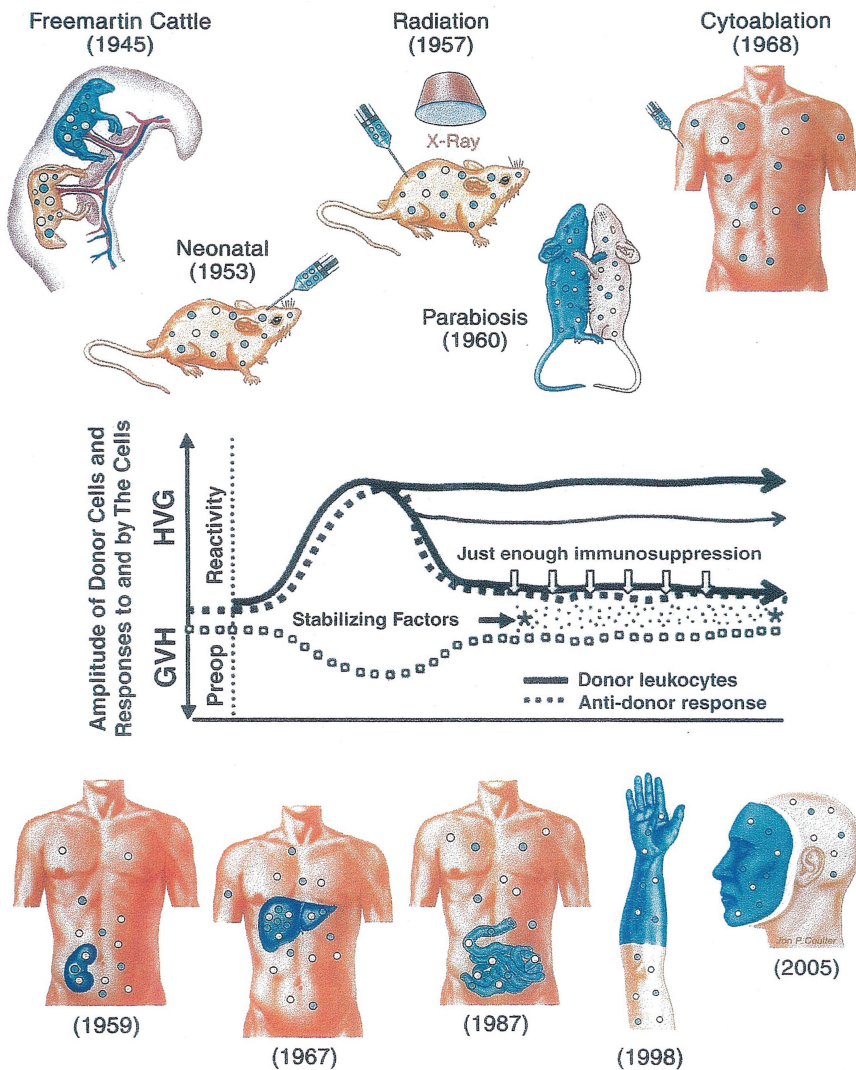 Freemartin Cattle
(1945)
Radiation
(1957)
Cytoablation
(1968)
X-Ray
Neonatal
(1953)
Parabiosis
(1960)
Amplitude of Donor Cells and
Responses to and by The Cells
HVG
GVH
Reactivity
Preop
Just enough immunosuppression
Stabilizing Factors
*
*
Donor leukocytes
Anti-donor response
Jon P. Coulter
(1959)
(1967)
(1987)
(1998)
(2005)